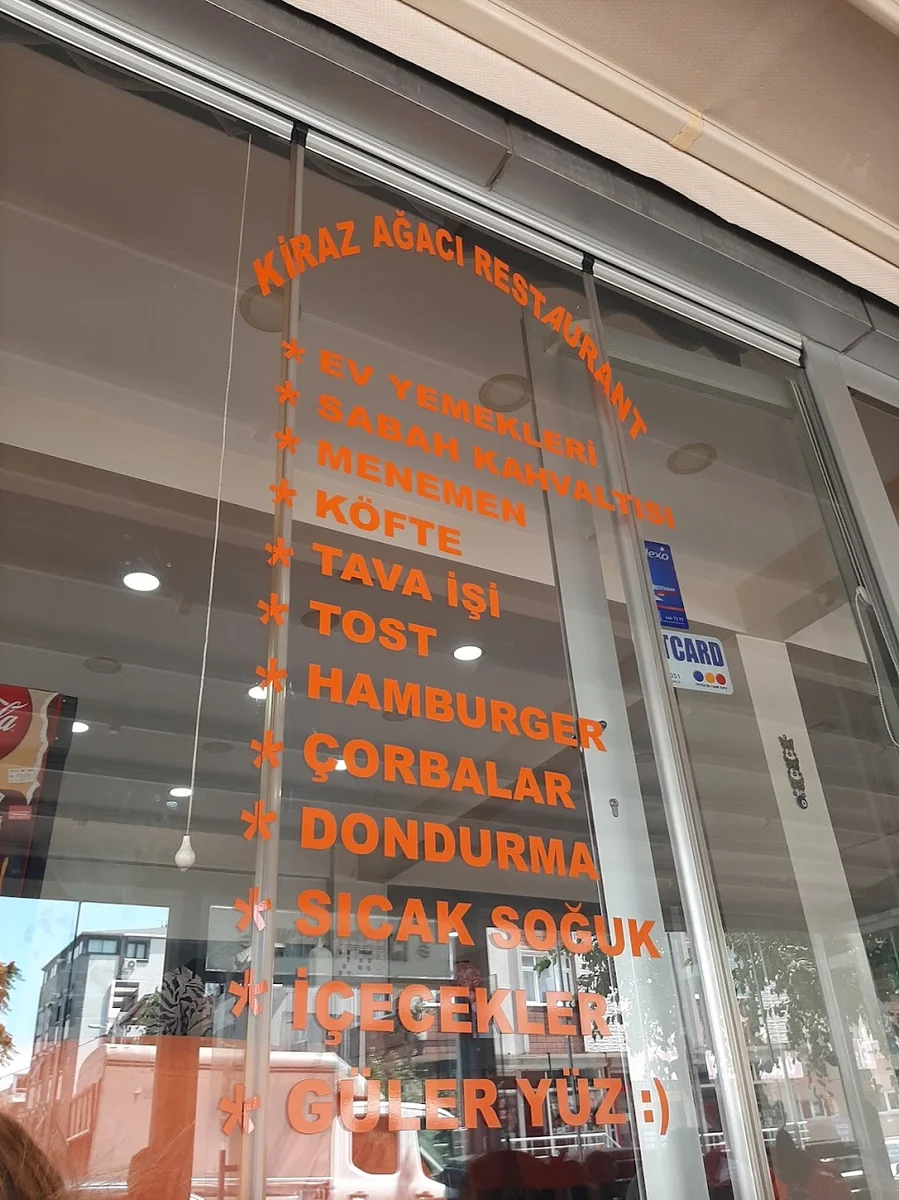 KİRAZ AĞACI RESTAURANT
* EV YEMEKLERİ
* SABAH KAHVALTISI
* MENEMEN
* KÖFTE
* TAVA İŞİ
* TOST
* HAMBURGER
* ÇORBALAR
* DONDURMA
* SICAK SOĞUK
* İÇECEKLER
* GÜLER YÜZ :)
TCARD